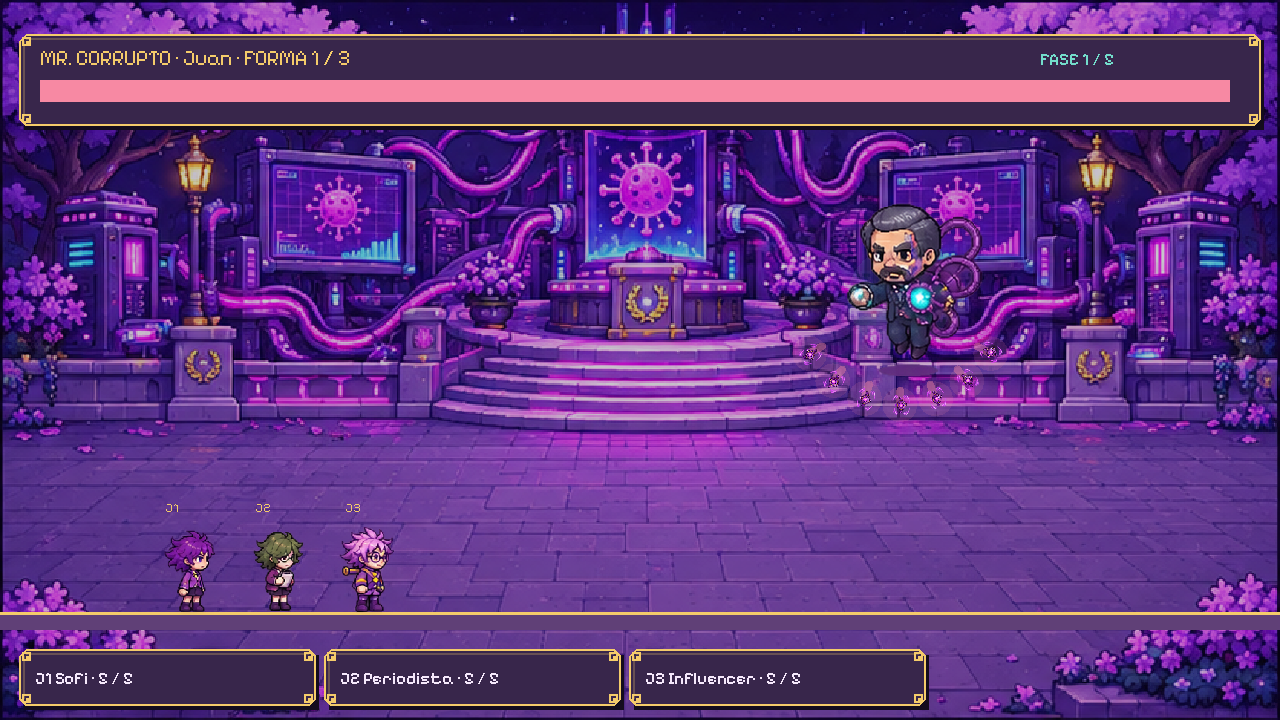 MR. CORRUPTO · Juan · FORMA 1 / 3
FASE 1 / 5
J1
J2
J3
J1 Sofi · 5 / 5
J2 Periodista · 5 / 5
J3 Influencer · 5 / 5